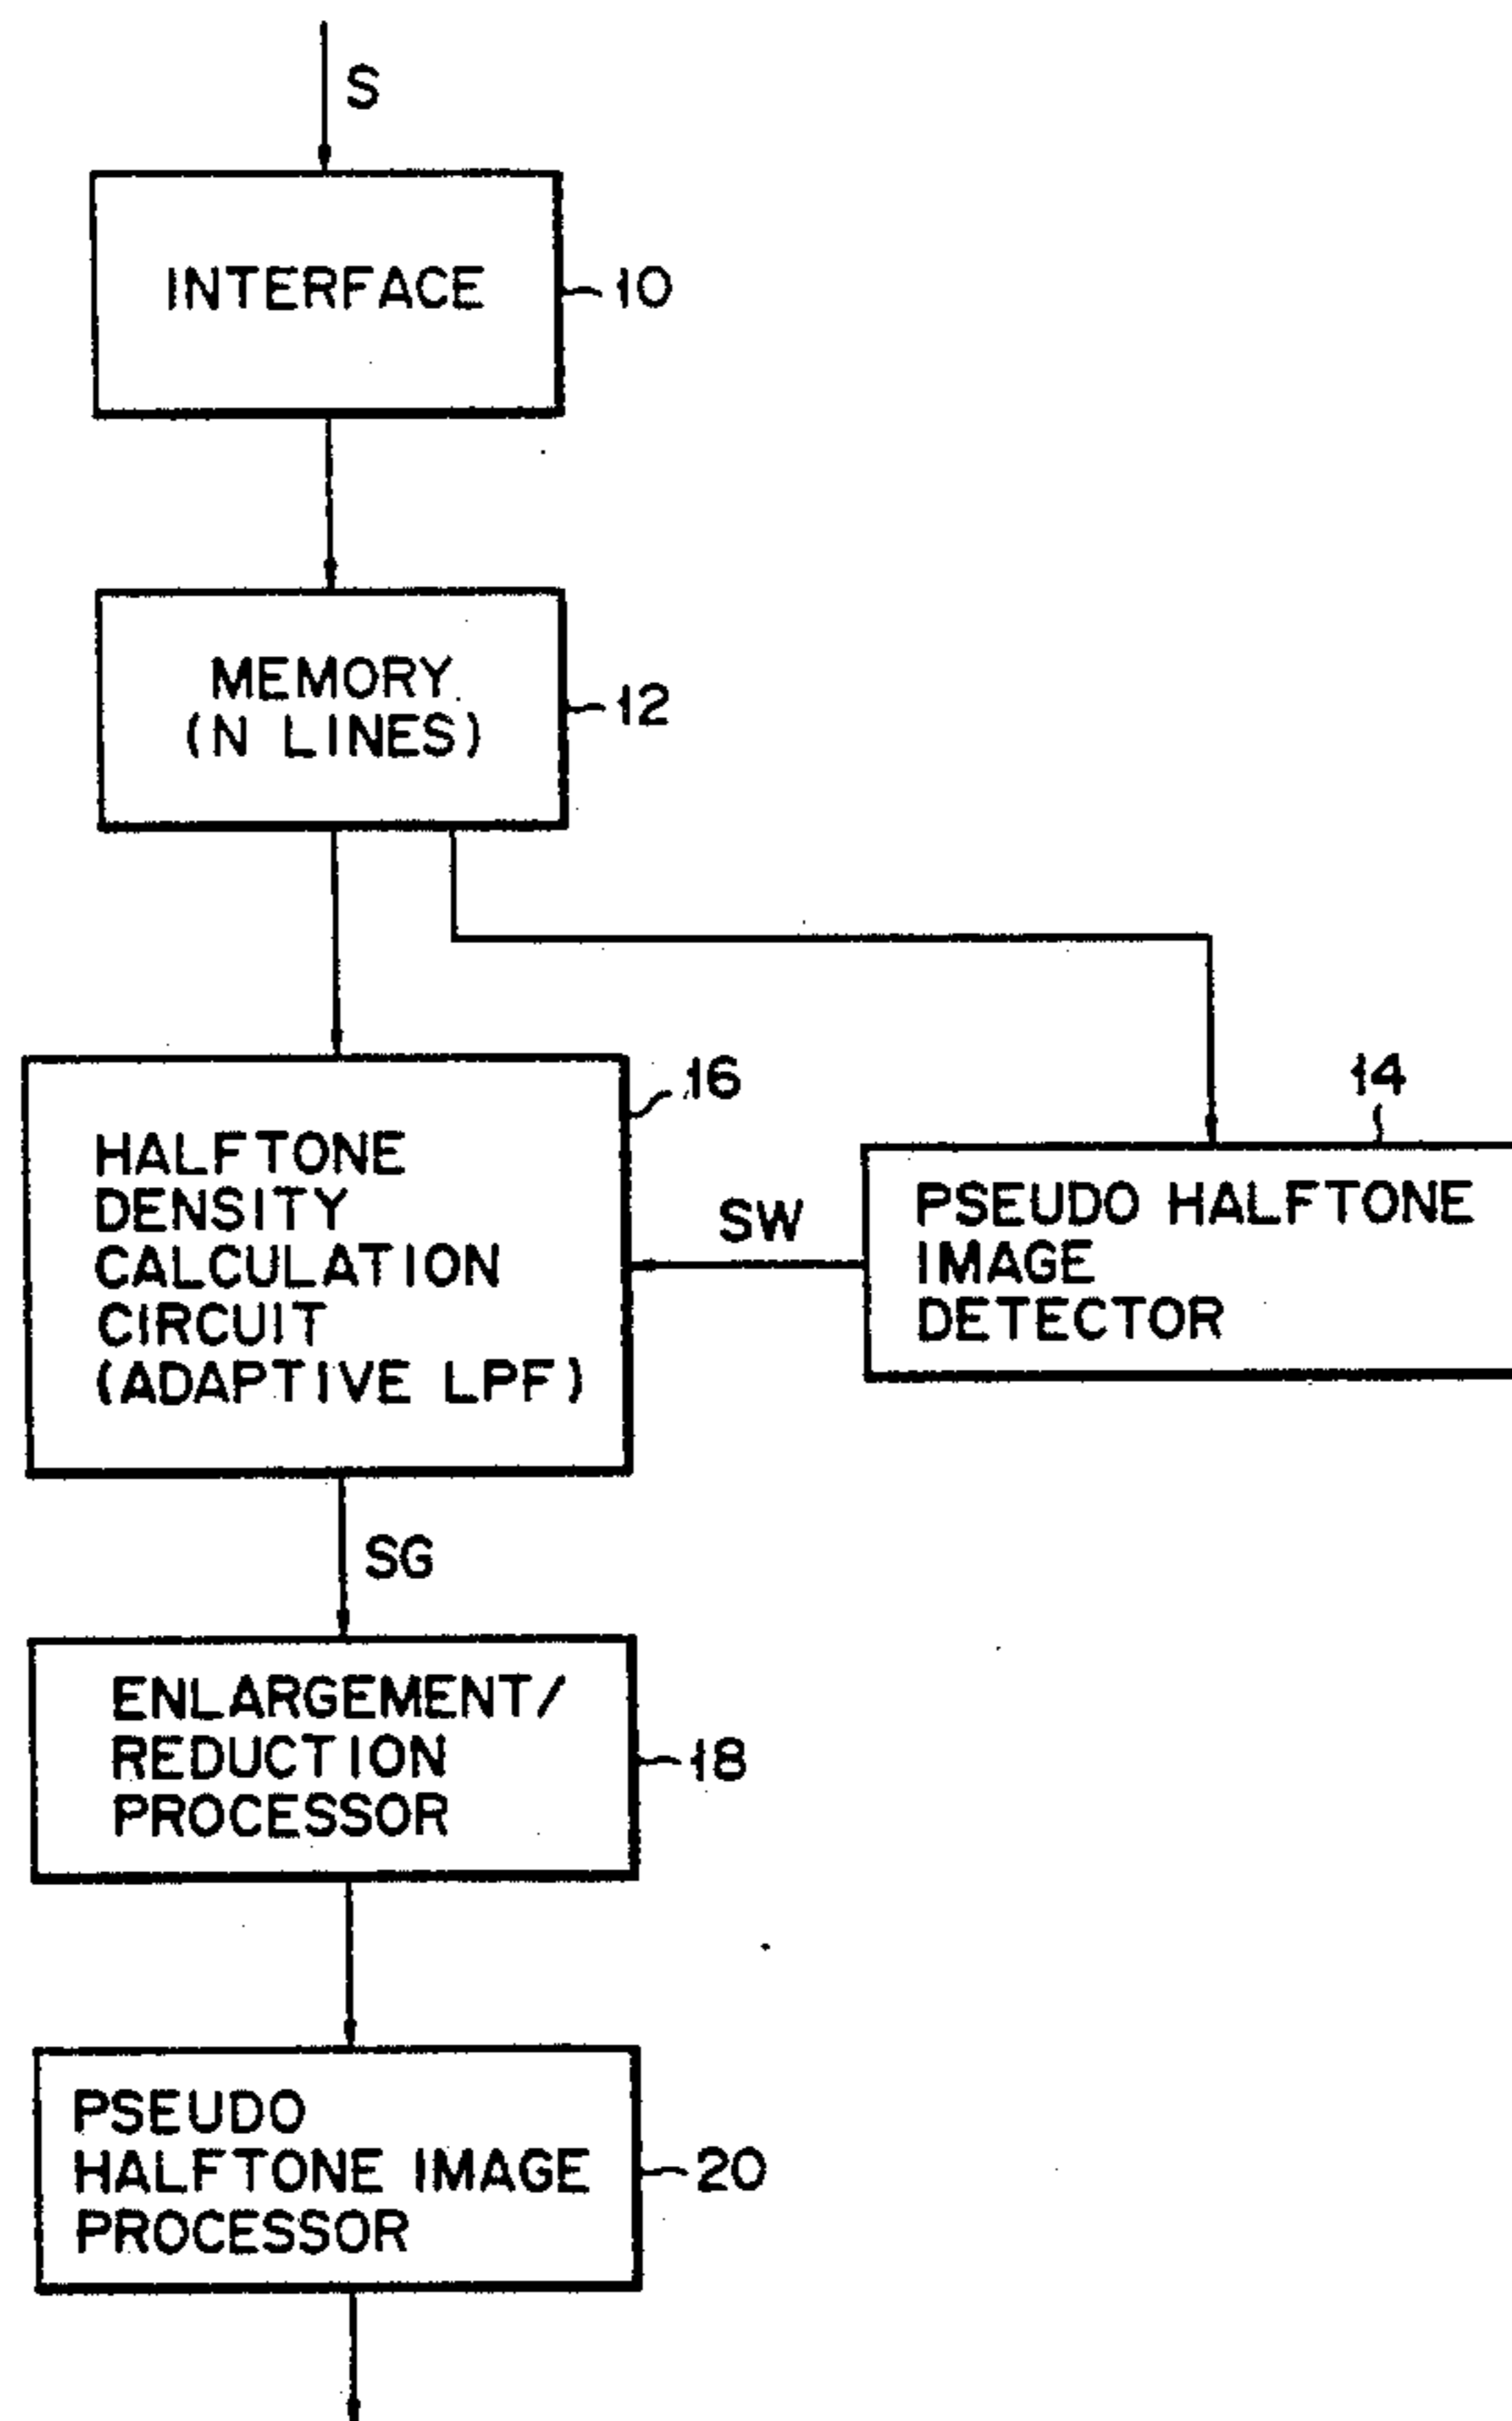 S
INTERFACE
10
MEMORY
(N LINES)
12
16
HALFTONE
DENSITY
CALCULATION
CIRCUIT
(ADAPTIVE LPF)
SW
14
PSEUDO HALFTONE
IMAGE
DETECTOR
SG
ENLARGEMENT/
REDUCTION
PROCESSOR
18
PSEUDO
HALFTONE IMAGE
PROCESSOR
20